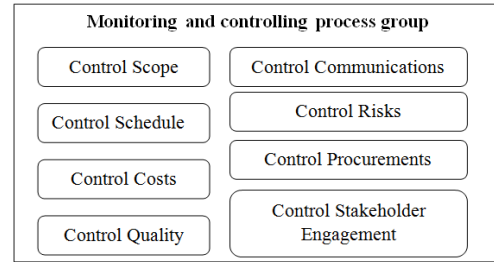 Monitoring and controlling process group
Control Scope
Control Schedule
Control Costs
Control Quality
Control Communications
Control Risks
Control Procurements
Control Stakeholder
Engagement